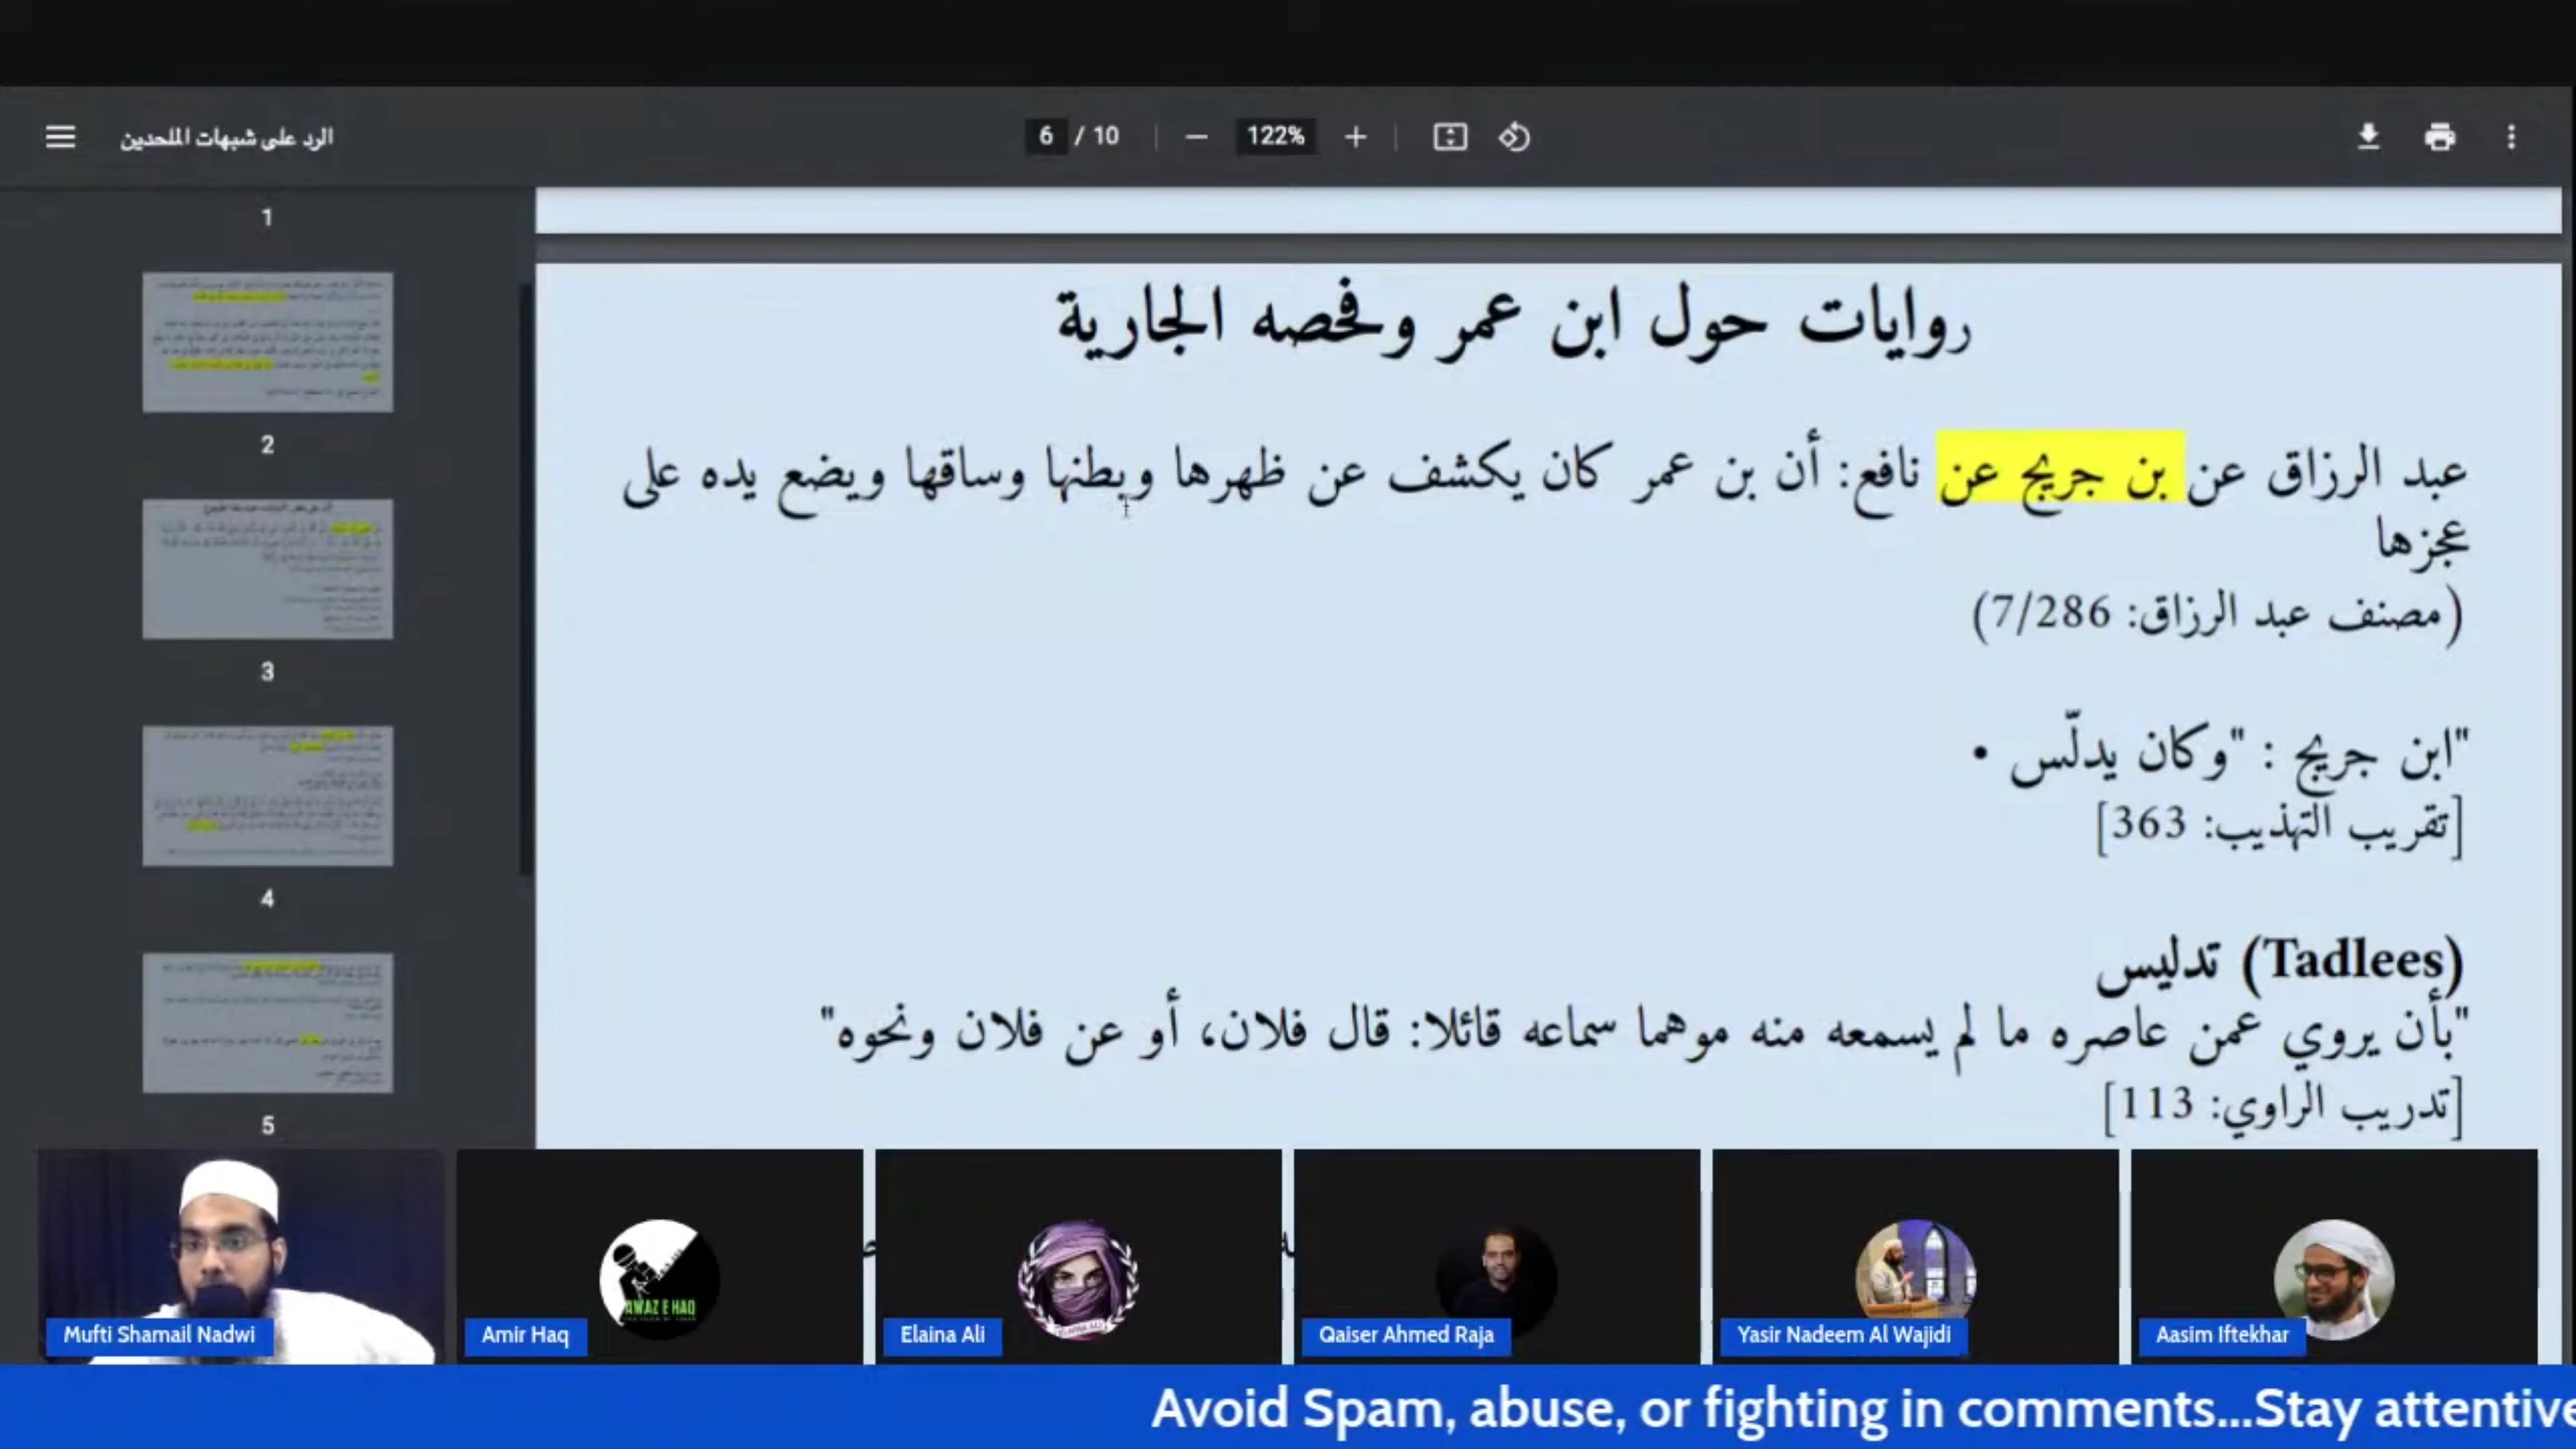 الرد على شبهات الملحدين
6 / 10
122%
1
2
3
4
5
روايات حول ابن عمر وفحصه الجارية
عبد الرزاق عن بن جريج عن نافع: أن بن عمر كان يكشف عن ظهرها وبطنها وساقها ويضع يده على
عجزها
(مصنف عبد الرزاق: 7/286)
"ابن جريج : "وكان يدلّس •
[تقريب التهذيب: 363]
(Tadlees) تدليس
"بأن يروي عمن عاصره ما لم يسمعه منه موهما سماعه قائلا: قال فلان، أو عن فلان ونحوه"
[تدريب الراوي: 113]
AWAZ E HAQ
Mufti Shamail Nadwi
Amir Haq
Elaina Ali
Qaiser Ahmed Raja
Yasir Nadeem Al Wajidi
Aasim Iftekhar
Avoid Spam, abuse, or fighting in comments...Stay attentive